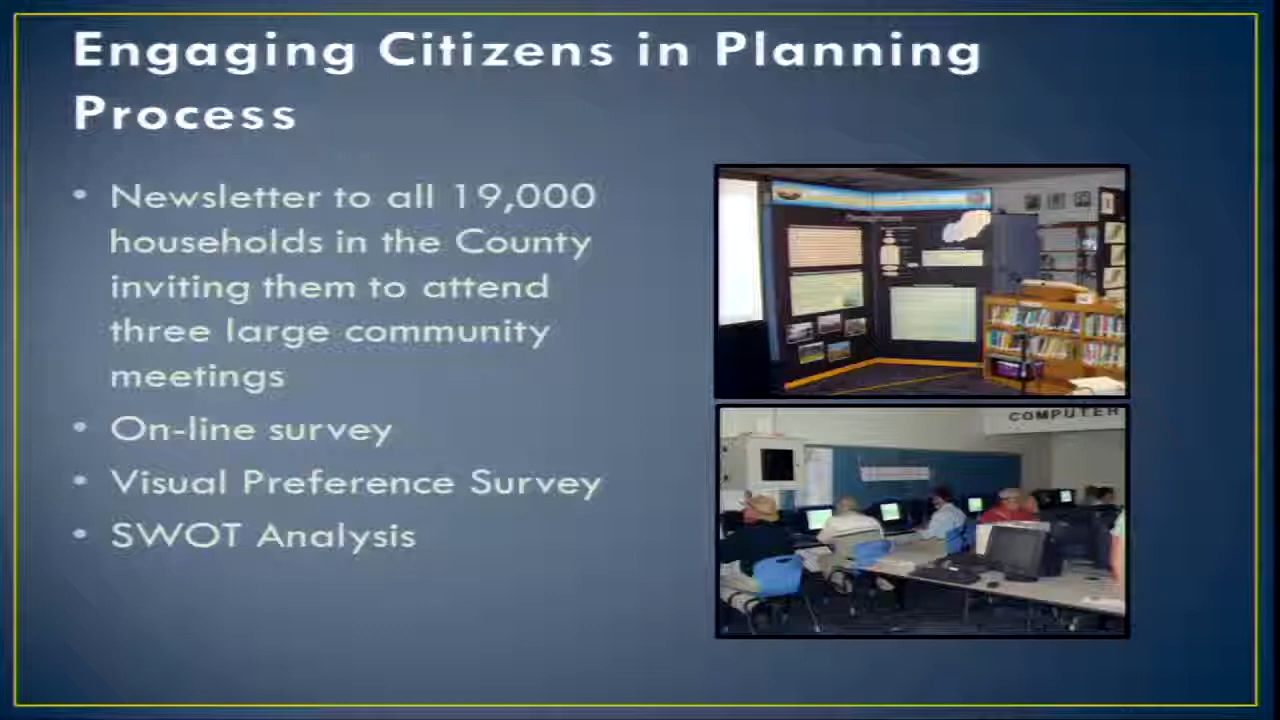 Engaging Citizens in Planning
Process
• Newsletter to all 19,000
households in the County
inviting them to attend
three large community
meetings
• On-line survey
• Visual Preference Survey
• SWOT Analysis
COMPUTER